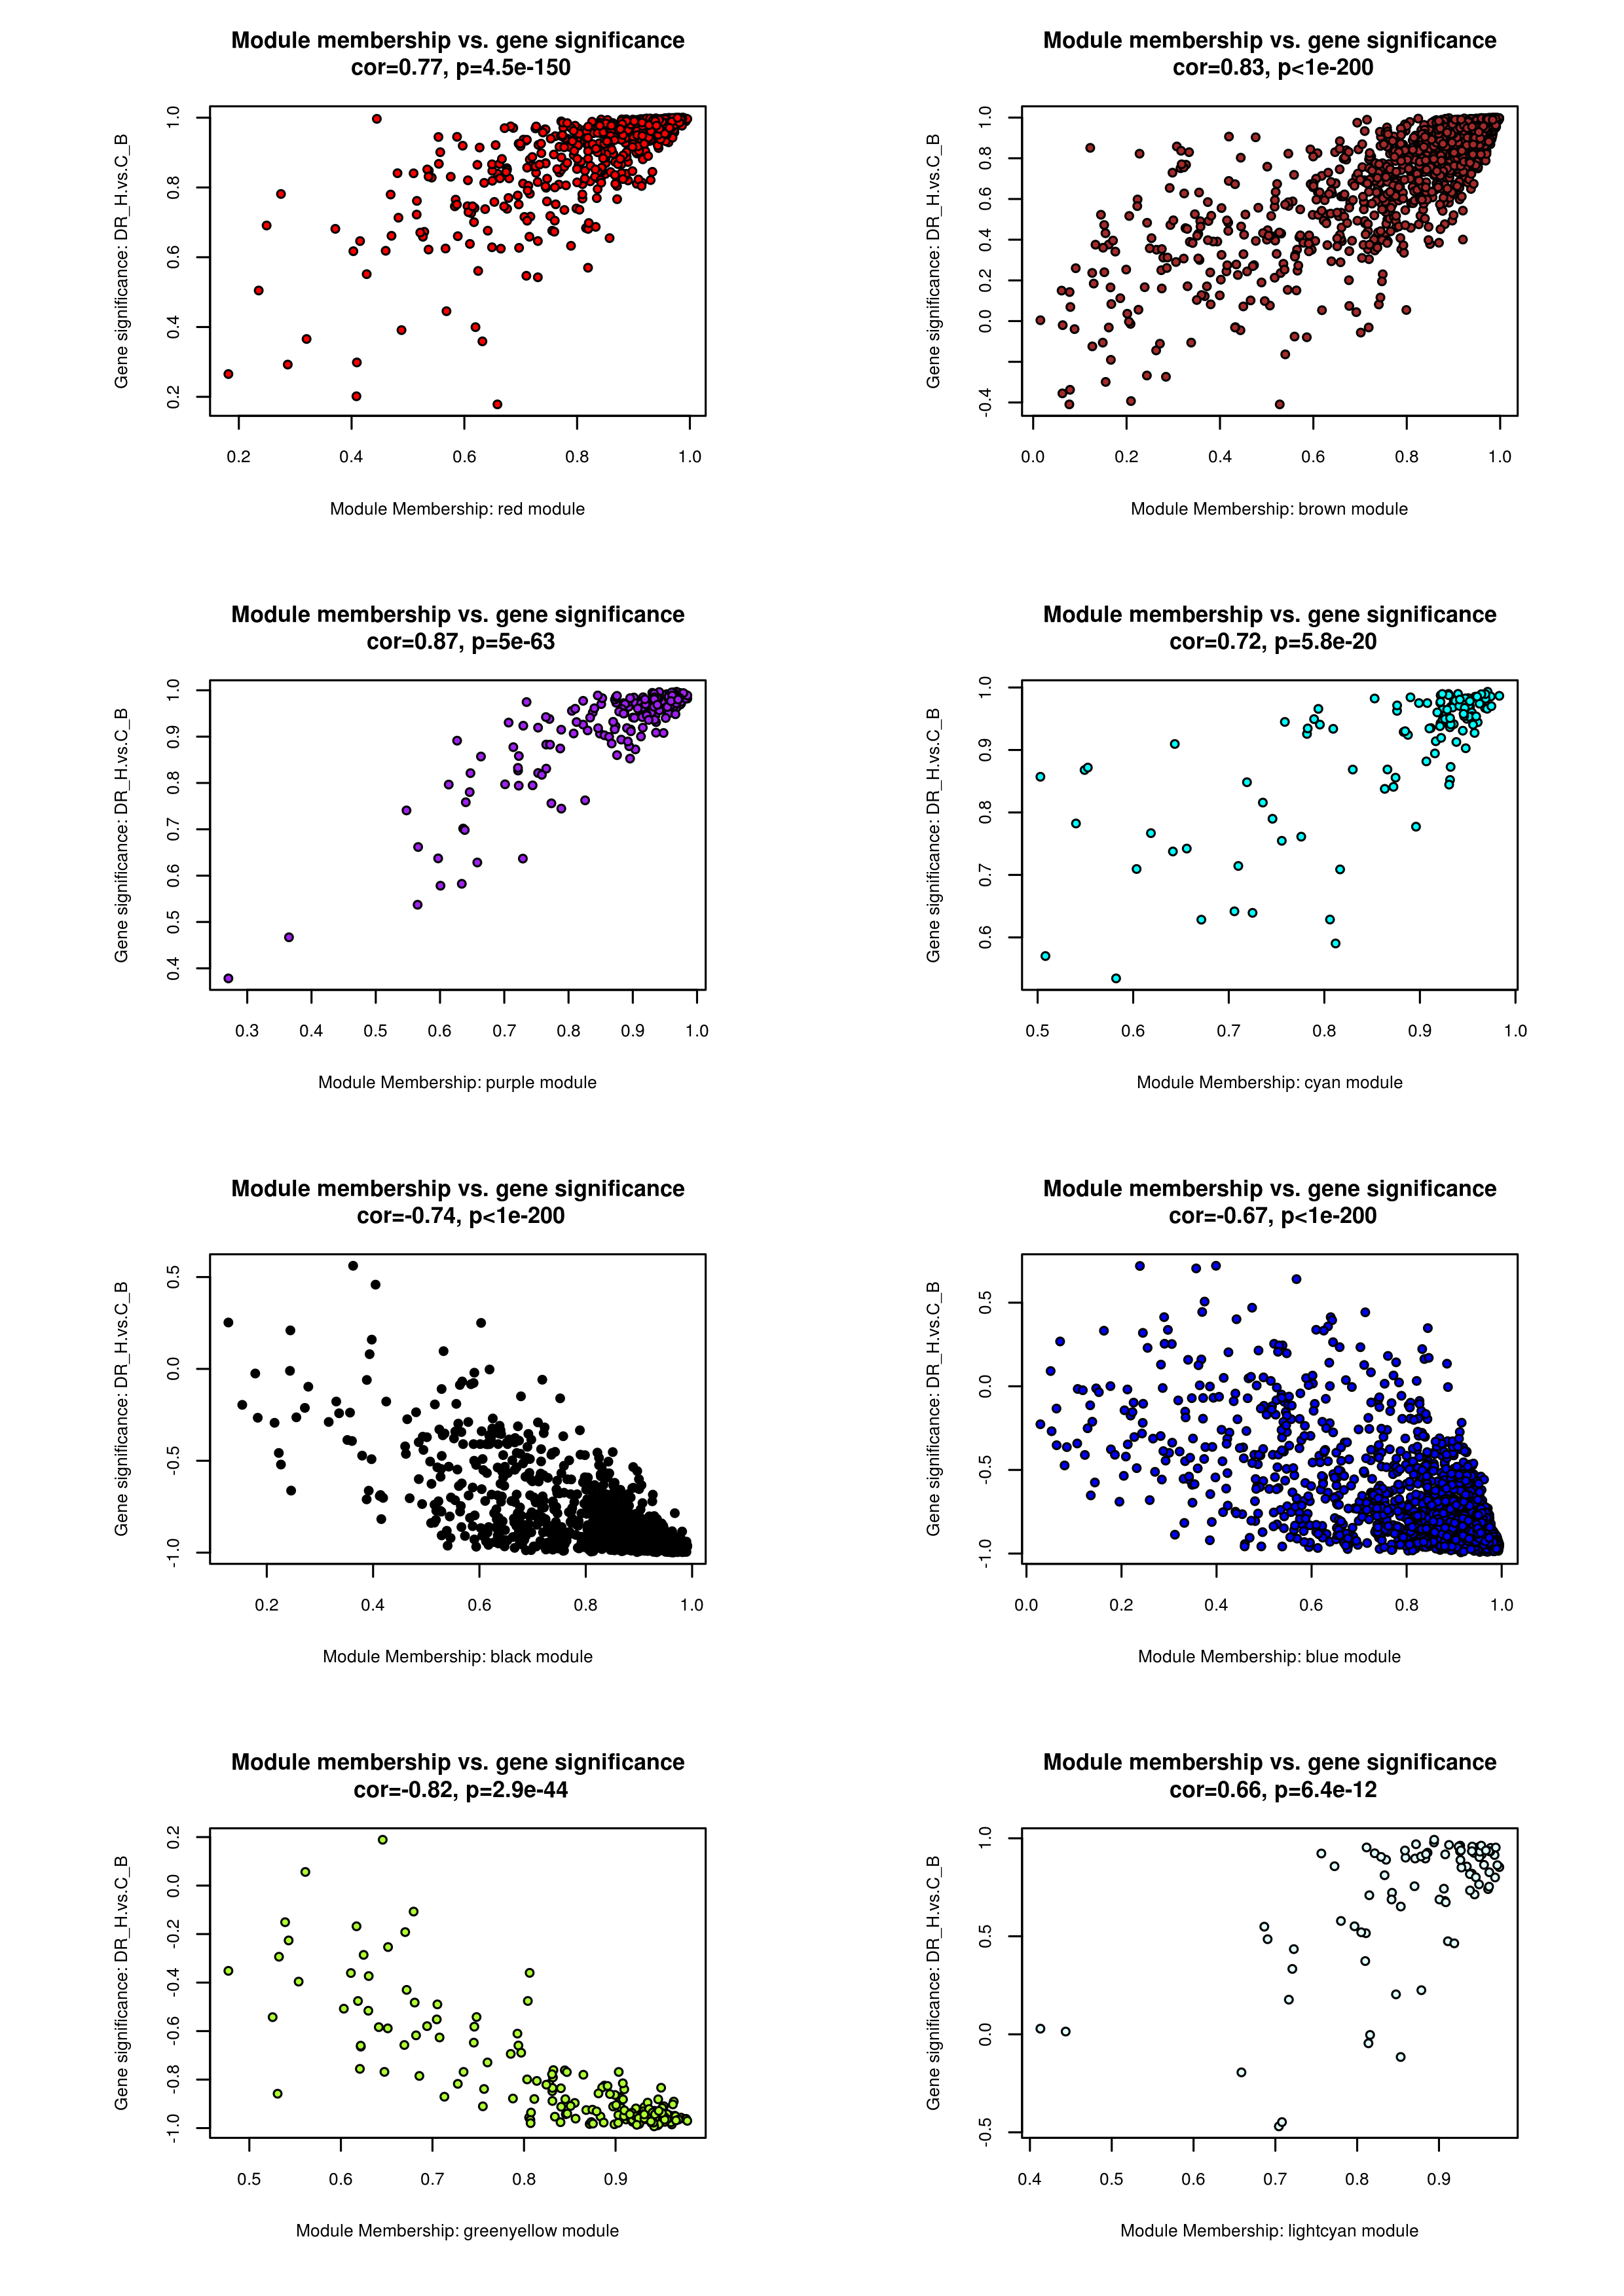 Module membership vs. gene significance
cor=0.77, p=4.5e-150
Gene significance: DR_H.vs.C_B
1.0
0.8
0.6
0.4
0.2
0.2 0.4 0.6 0.8 1.0
Module Membership: red module
Module membership vs. gene significance
cor=0.83, p<1e-200
Gene significance: DR_H.vs.C_B
1.0
0.8
0.6
0.4
0.2
0.0
-0.4
0.0 0.2 0.4 0.6 0.8 1.0
Module Membership: brown module
Module membership vs. gene significance
cor=0.87, p=5e-63
Gene significance: DR_H.vs.C_B
1.0
0.9
0.8
0.7
0.6
0.5
0.4
0.3 0.4 0.5 0.6 0.7 0.8 0.9 1.0
Module Membership: purple module
Module membership vs. gene significance
cor=0.72, p=5.8e-20
Gene significance: DR_H.vs.C_B
1.0
0.9
0.8
0.7
0.6
0.5 0.6 0.7 0.8 0.9 1.0
Module Membership: cyan module
Module membership vs. gene significance
cor=-0.74, p<1e-200
Gene significance: DR_H.vs.C_B
0.5
0.0
-0.5
-1.0
0.2 0.4 0.6 0.8 1.0
Module Membership: black module
Module membership vs. gene significance
cor=-0.67, p<1e-200
Gene significance: DR_H.vs.C_B
0.5
0.0
-0.5
-1.0
0.0 0.2 0.4 0.6 0.8 1.0
Module Membership: blue module
Module membership vs. gene significance
cor=-0.82, p=2.9e-44
Gene significance: DR_H.vs.C_B
0.2
0.0
-0.2
-0.4
-0.6
-0.8
-1.0
0.5 0.6 0.7 0.8 0.9
Module Membership: greenyellow module
Module membership vs. gene significance
cor=0.66, p=6.4e-12
Gene significance: DR_H.vs.C_B
1.0
0.5
0.0
-0.5
0.4 0.5 0.6 0.7 0.8 0.9
Module Membership: lightcyan module